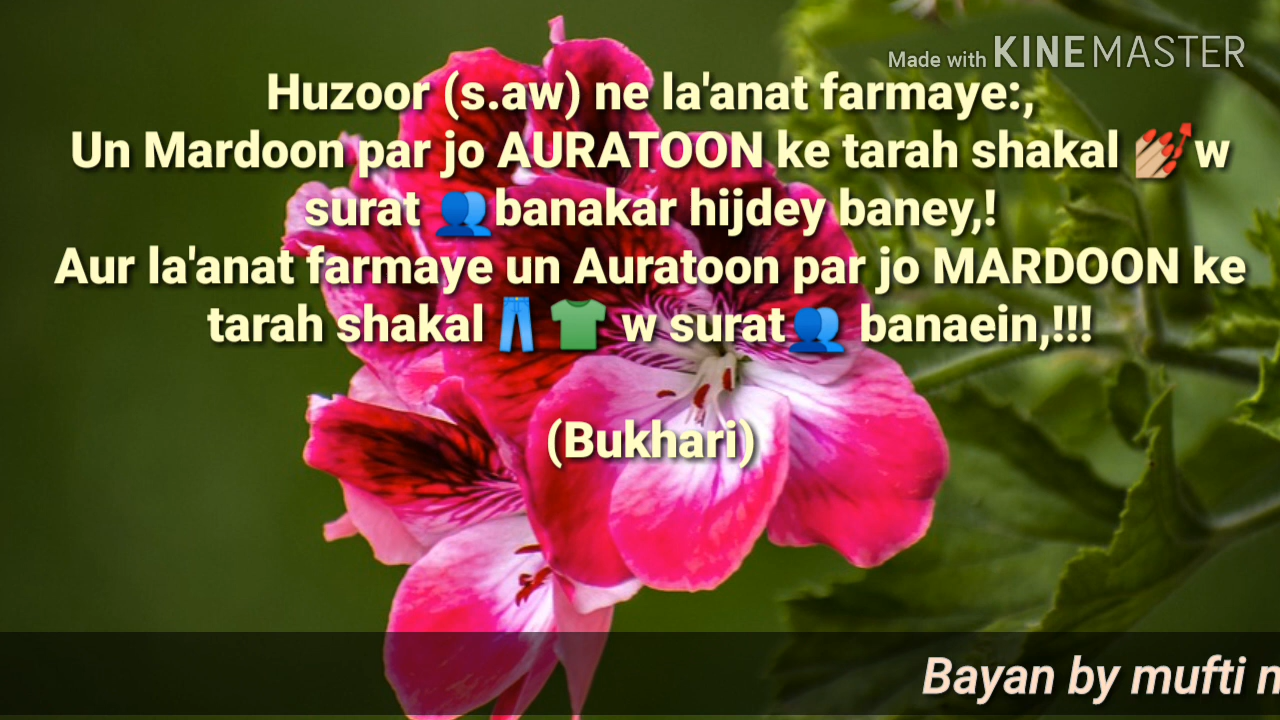 Made with KINEMASTER
Huzoor (s.aw) ne la'anat farmaye:,
Un Mardoon par jo AURATOON ke tarah shakal 💅w
surat 👥banakar hijdey baney,!
Aur la'anat farmaye un Auratoon par jo MARDOON ke
tarah shakal👖👕 w surat👥 banaein,!!!
(Bukhari)
Bayan by mufti